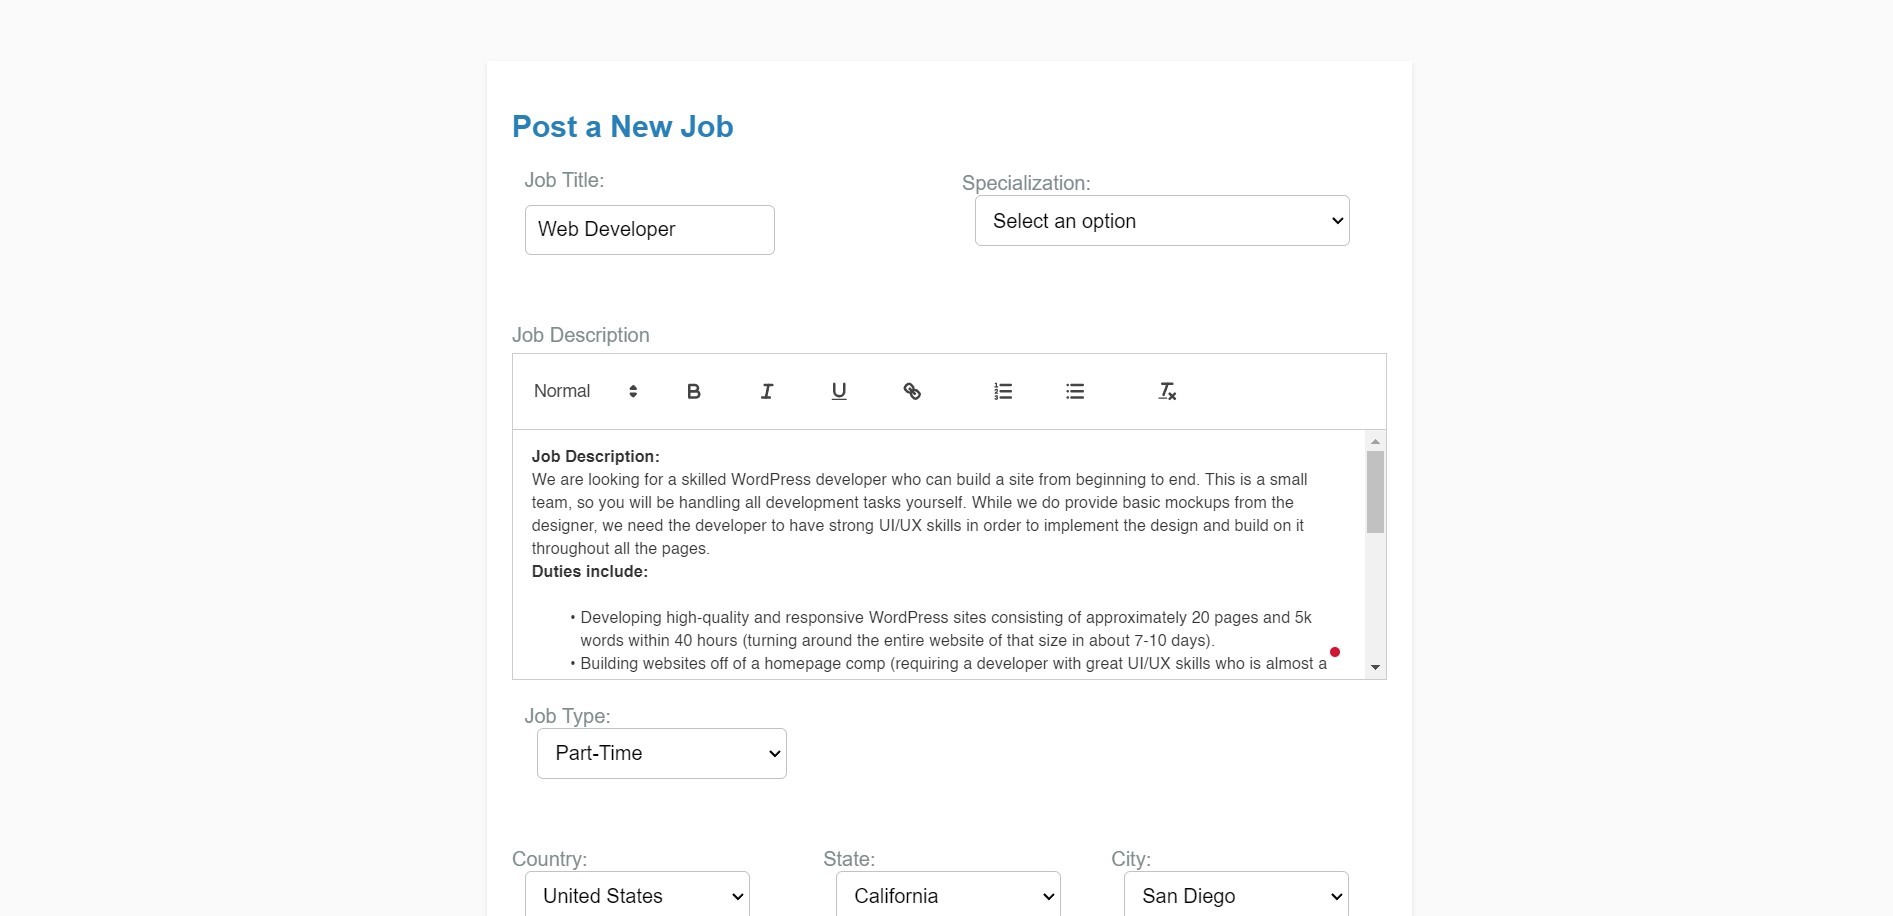 Post a New Job
Job Title:
Specialization:
Web Developer
Select an option
Job Description
Normal
Job Description:
We are looking for a skilled WordPress developer who can build a site from beginning to end. This is a small
team, so you will be handling all development tasks yourself. While we do provide basic mockups from the
designer, we need the developer to have strong UI/UX skills in order to implement the design and build on it
throughout all the pages.
Duties include:
• Developing high-quality and responsive WordPress sites consisting of approximately 20 pages and 5k
words within 40 hours (turning around the entire website of that size in about 7-10 days).
• Building websites off of a homepage comp (requiring a developer with great UI/UX skills who is almost a
Job Type:
Part-Time
Country:
State:
City:
United States
California
San Diego